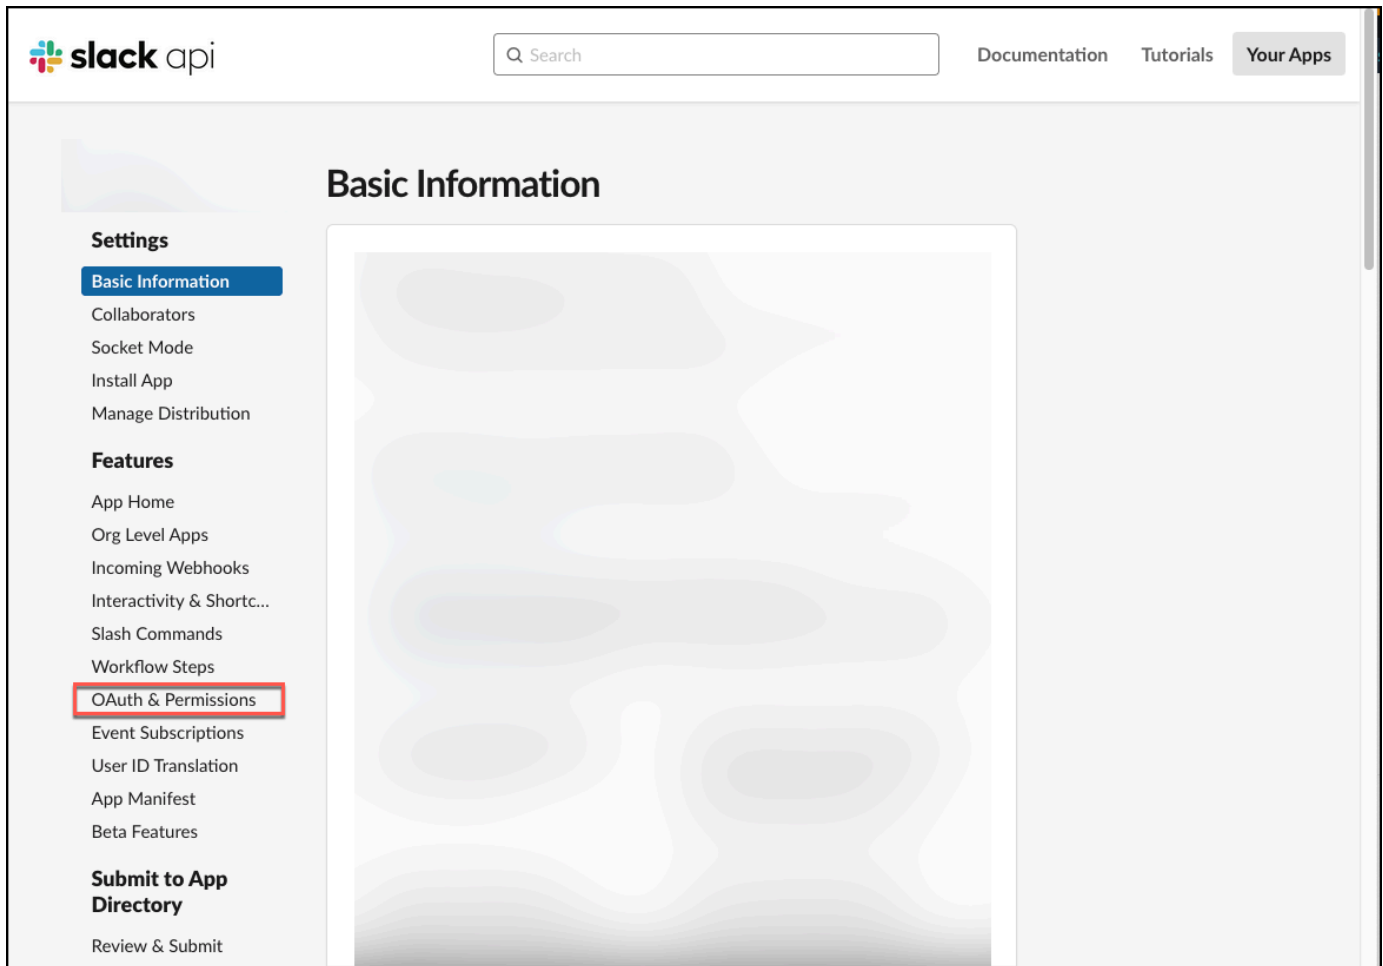 slack api
Search
Documentation
Tutorials
Your Apps
Basic Information
Settings
Basic Information
Collaborators
Socket Mode
Install App
Manage Distribution
Features
App Home
Org Level Apps
Incoming Webhooks
Interactivity & Shortc...
Slash Commands
Workflow Steps
OAuth & Permissions
Event Subscriptions
User ID Translation
App Manifest
Beta Features
Submit to App
Directory
Review & Submit